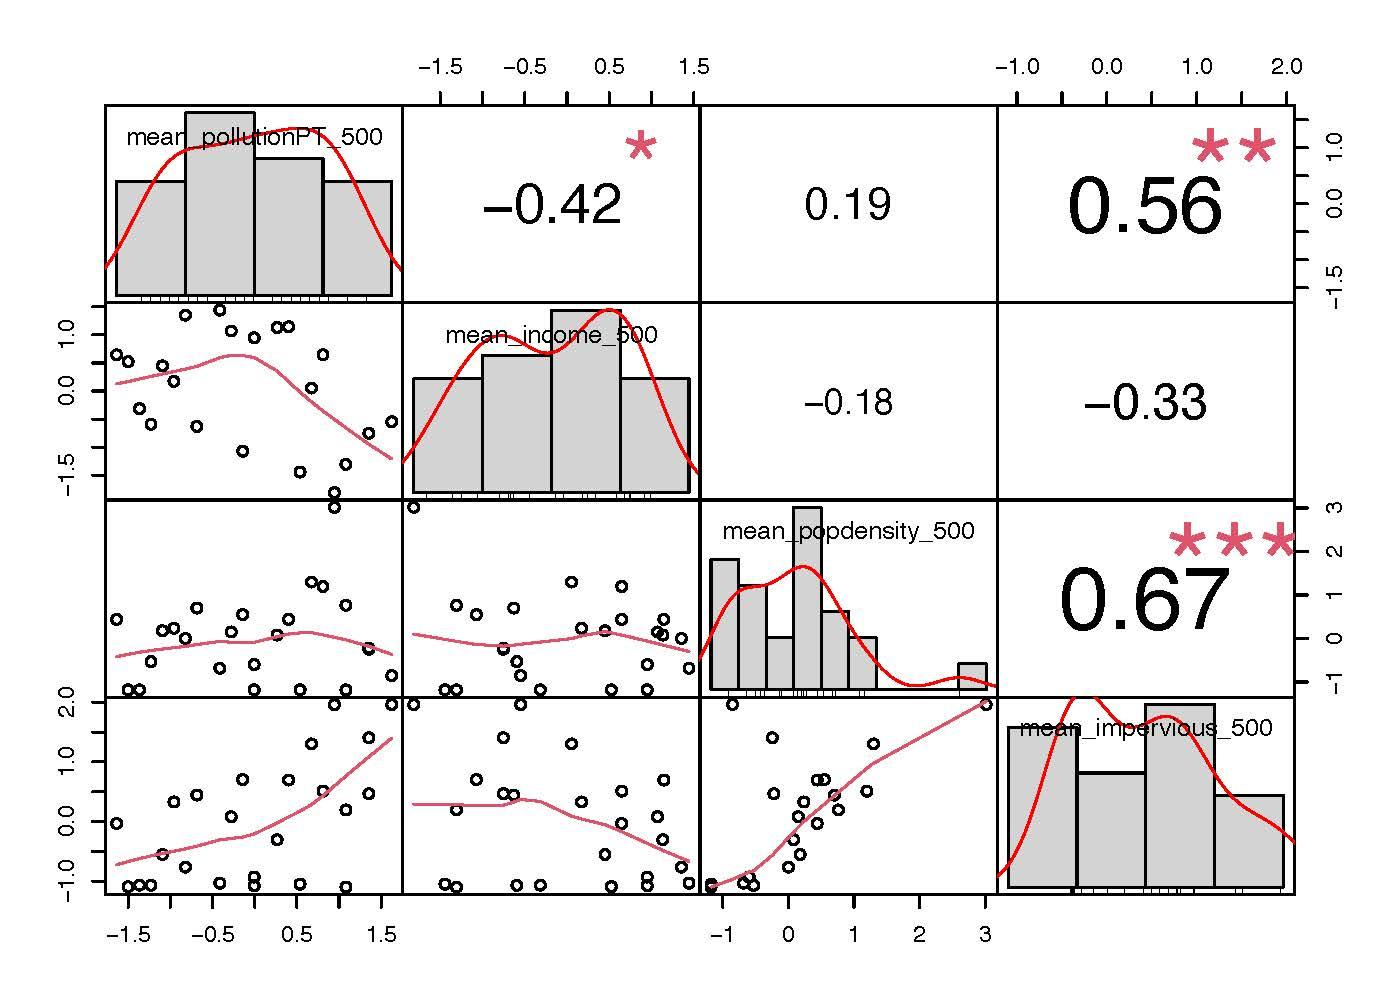 −1.5 −0.5 0.5 1.5
−1.0 0.0 1.0 2.0
mean_pollutionPT_500
*
−0.42
0.19
**
0.56
−1.5 0.0 1.0
−1.5 0.0 1.0
mean_income_500
−0.18
−0.33
mean_popdensity_500
***
0.67
−1 0 1 2 3
−1.0 0.0 1.0 2.0
mean_impervious_500
−1.5 −0.5 0.5 1.5
−1 0 1 2 3